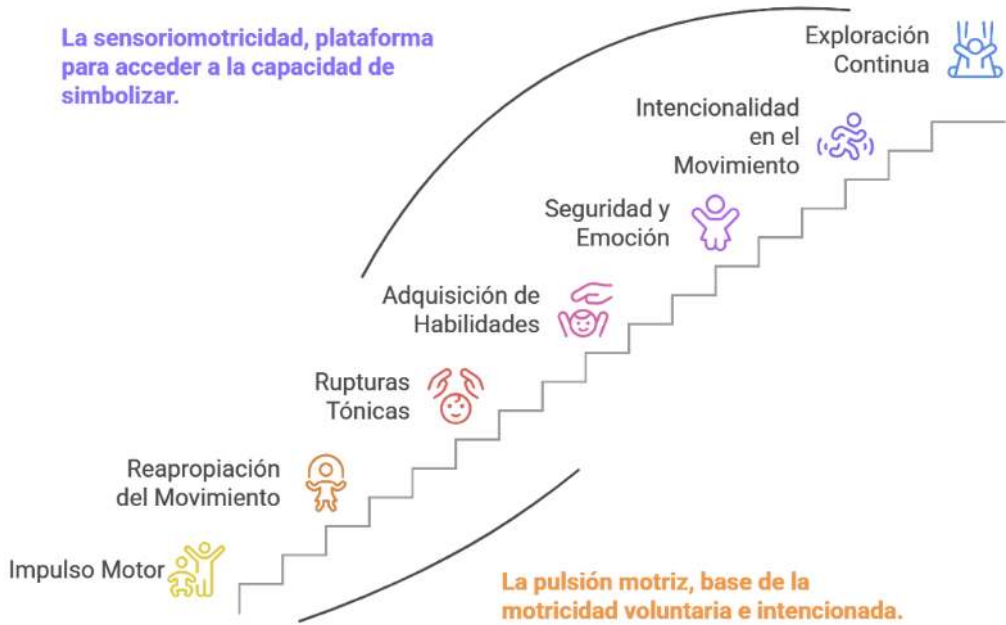 La sensoriomotricidad, plataforma
para acceder a la capacidad de
simbolizar.
Exploración
Continua
Intencionalidad
en el
Movimiento
Seguridad y
Emoción
Adquisición de
Habilidades
Rupturas
Tónicas
Reapropiación
del Movimiento
Impulso Motor
La pulsión motriz, base de la
motricidad voluntaria e intencionada.